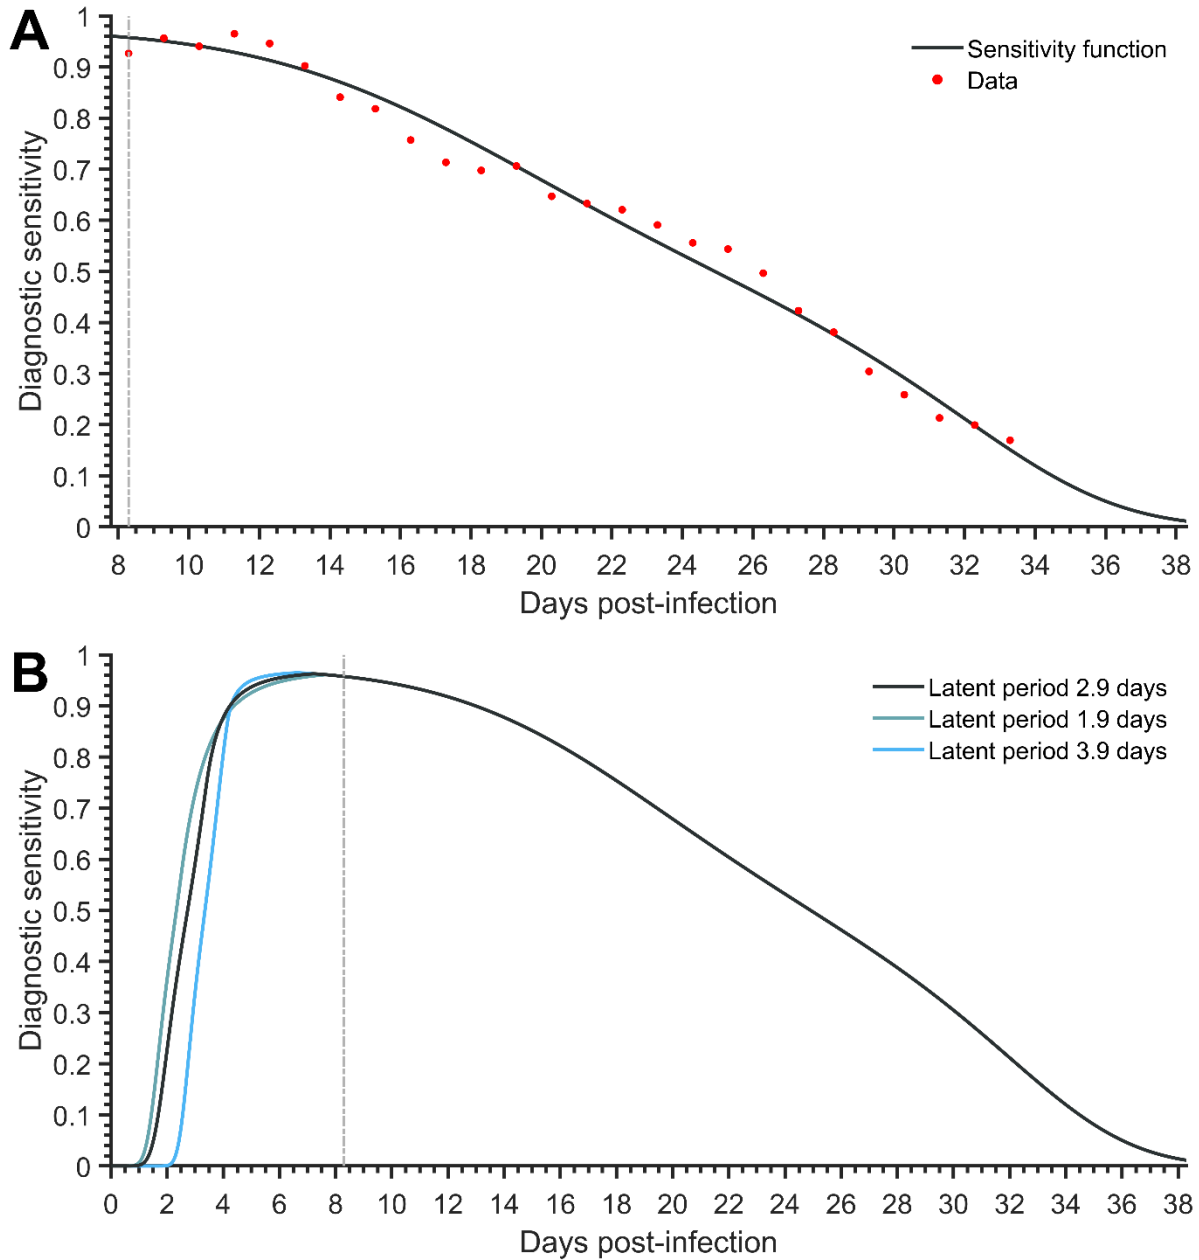 A
1
0.9
0.8
0.7
0.6
0.5
0.4
0.3
0.2
0.1
0
Diagnostic sensitivity
Sensitivity function
Data
8 10 12 14 16 18 20 22 24 26 28 30 32 34 36 38
Days post-infection
B
1
0.9
0.8
0.7
0.6
0.5
0.4
0.3
0.2
0.1
0
Diagnostic sensitivity
Latent period 2.9 days
Latent period 1.9 days
Latent period 3.9 days
0 2 4 6 8 10 12 14 16 18 20 22 24 26 28 30 32 34 36 38
Days post-infection